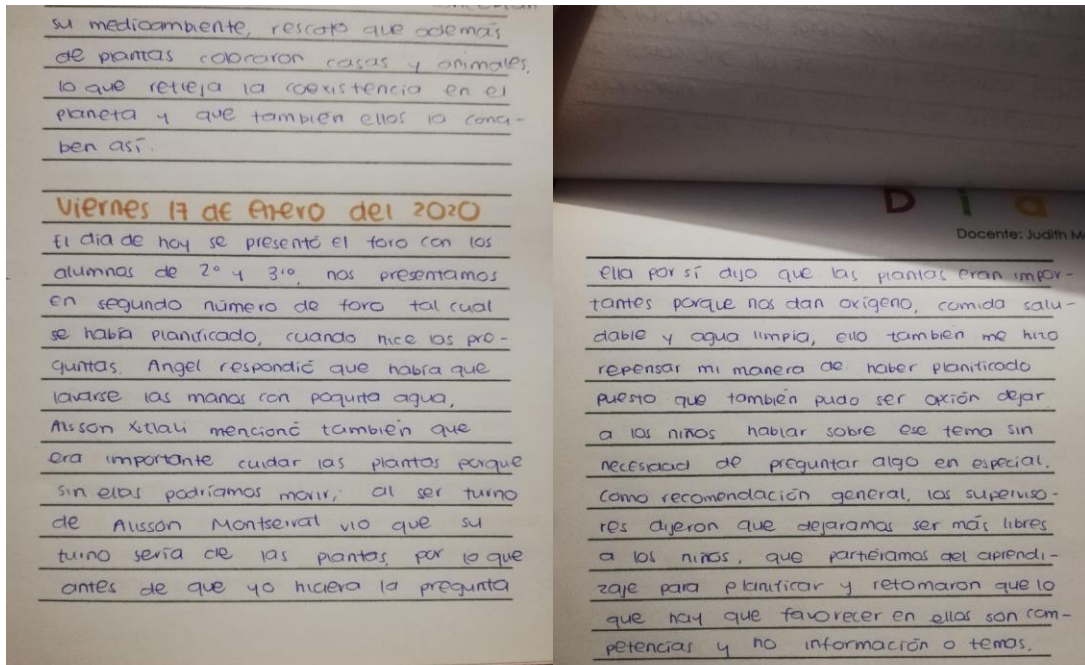 su medioambiente, rescato que además
de plantas colocaron casas y animales,
lo que refleja la coexistencia en el
planeta y que también ellos lo conci-
ben así.
Viernes 17 de Enero del 2020
El día de hoy se presentó el foro con los
alumnos de 2° y 3ro, nos presentamos
en segundo número de foro tal cual
se había planificado, cuando hice las pre-
guntas. Angel respondió que había que
lavarse las manos con poquita agua,
Alisson Xitlali mencionó también que
era importante cuidar las plantas porque
sin ellas podríamos morir, al ser turno
de Alisson Montserrat vio que su
turno sería de las plantas, por lo que
antes de que yo hiciera la pregunta
D i a
Docente: Judith M
ella por sí dijo que las plantas eran impor-
tantes porque nos dan oxígeno, comida salu-
dable y agua limpia, ello también me hizo
repensar mi manera de haber planificado
puesto que también pudo ser opción dejar
a los niños hablar sobre ese tema sin
necesidad de preguntar algo en especial.
Como recomendación general, los superviso-
res dijeron que dejaramos ser más libres
a los niños, que partiéramos del aprendi-
zaje para planificar y retomaron que lo
que hay que favorecer en ellos son com-
petencias y no información o temas.